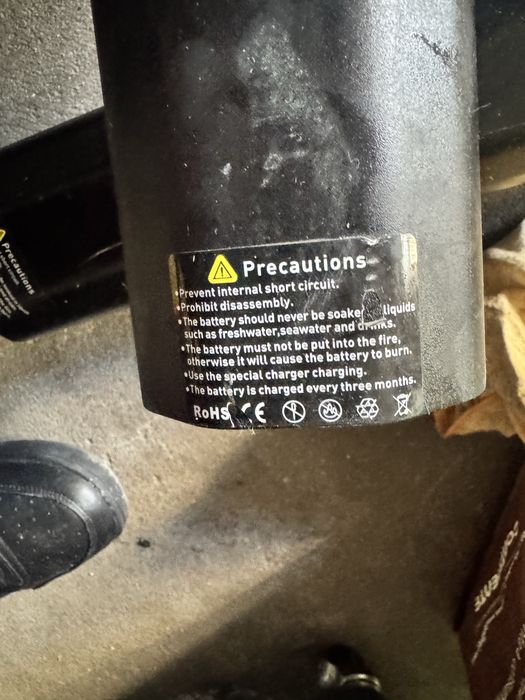 Precautions
•Prevent internal short circuit.
•Prohibit disassembly.
•The battery should never be soake liquids
such as freshwater,seawater and drinks.
•The battery must not be put into the fire,
otherwise it will cause the battery to burn.
•Use the special charger charging.
•The battery is charged every three months.
RoHS CE
Precautions